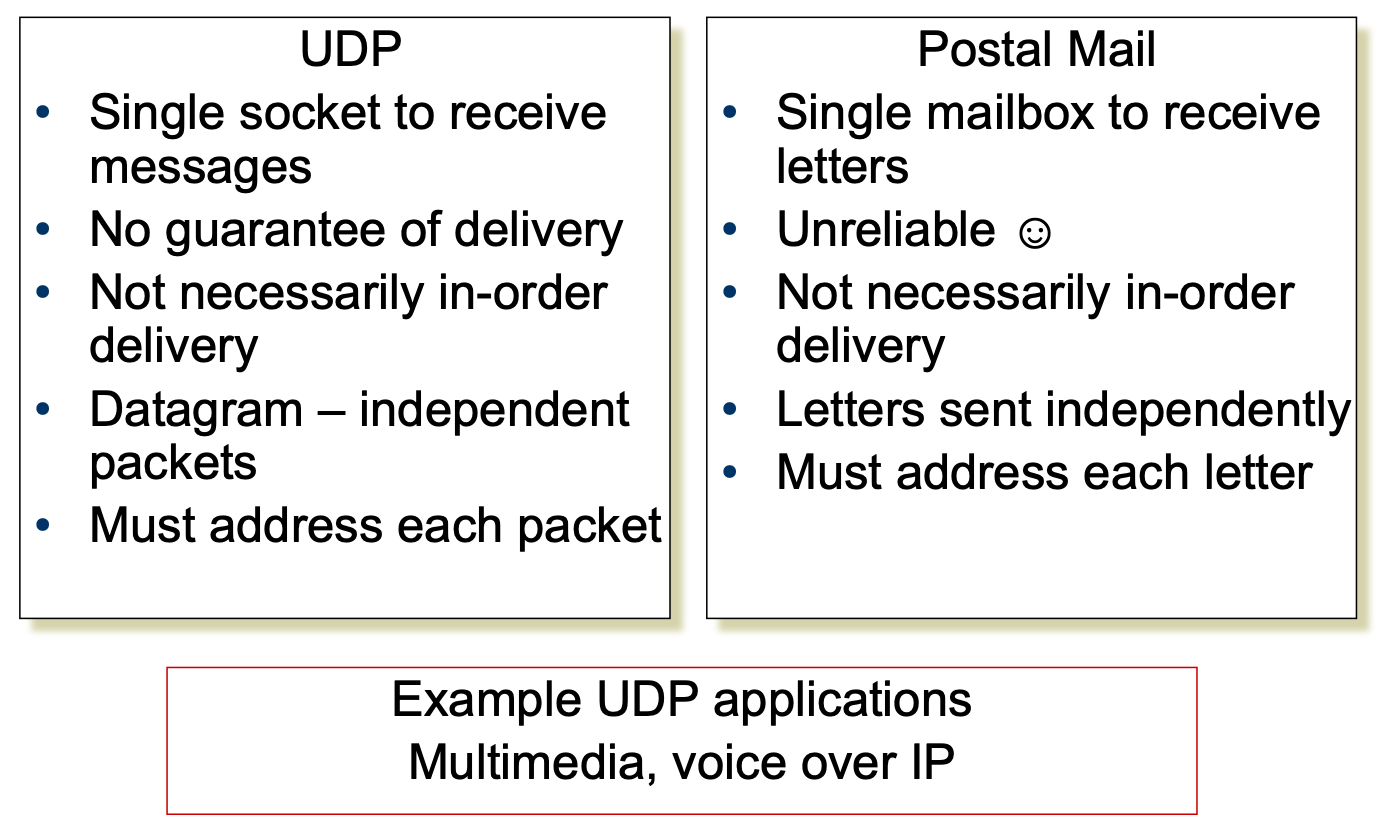 UDP
• Single socket to receive
messages
• No guarantee of delivery
• Not necessarily in-order
delivery
• Datagram – independent
packets
• Must address each packet
Postal Mail
• Single mailbox to receive
letters
• Unreliable ☺
• Not necessarily in-order
delivery
• Letters sent independently
• Must address each letter
Example UDP applications
Multimedia, voice over IP